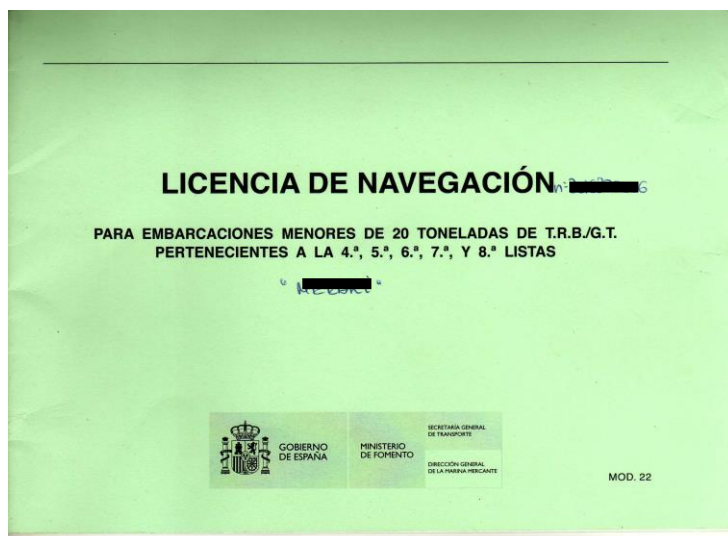 LICENCIA DE NAVEGACIÓN
PARA EMBARCACIONES MENORES DE 20 TONELADAS DE T.R.B./G.T.
PERTENECIENTES A LA 4.ª, 5.ª, 6.ª, 7.ª, Y 8.ª LISTAS
GOBIERNO
DE ESPAÑA
MINISTERIO
DE FOMENTO
SECRETARÍA GENERAL
DE TRANSPORTE
DIRECCIÓN GENERAL
DE LA MARINA MERCANTE
MOD. 22